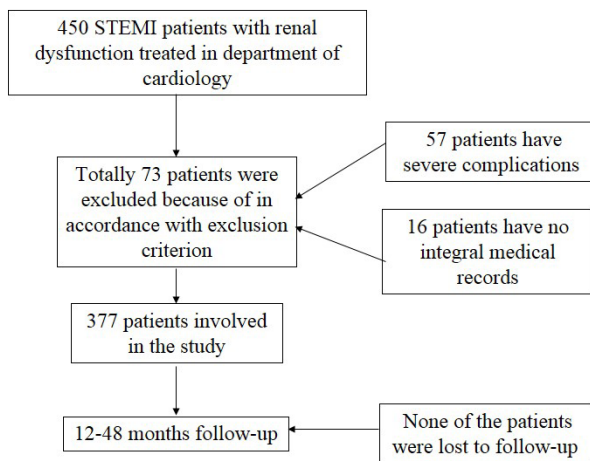 450 STEMI patients with renal
dysfunction treated in department of
cardiology
57 patients have
severe complications
Totally 73 patients were
excluded because of in
accordance with exclusion
criterion
16 patients have no
integral medical
records
377 patients involved
in the study
12-48 months follow-up
None of the patients
were lost to follow-up